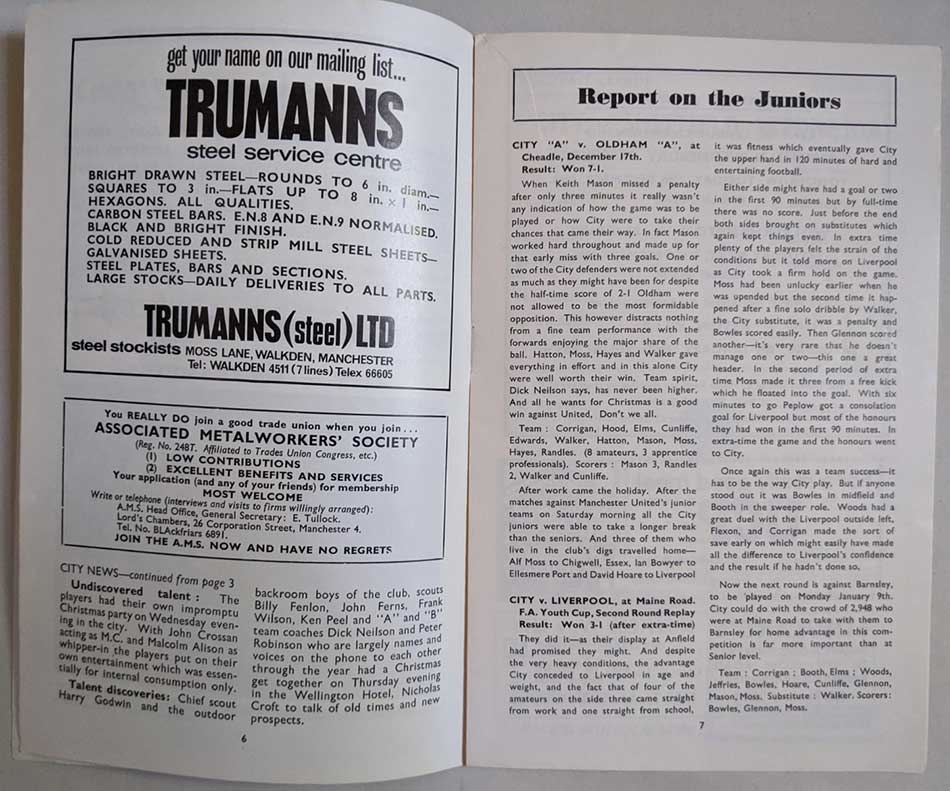 get your name on our mailing list...
TRUMANNS
steel service centre
BRIGHT DRAWN STEEL—ROUNDS TO 6 in. diam.—
SQUARES TO 3 in.—FLATS UP TO 8 in. × 1 in.—
HEXAGONS. ALL QUALITIES.
CARBON STEEL BARS. E.N.8 AND E.N.9 NORMALISED.
BLACK AND BRIGHT FINISH.
COLD REDUCED AND STRIP MILL STEEL SHEETS—
GALVANISED SHEETS.
STEEL PLATES, BARS AND SECTIONS.
LARGE STOCKS—DAILY DELIVERIES TO ALL PARTS.
TRUMANNS (steel) LTD
steel stockists MOSS LANE, WALKDEN, MANCHESTER
Tel: WALKDEN 4511 (7 lines) Telex 66605
You REALLY DO join a good trade union when you join...
ASSOCIATED METALWORKERS' SOCIETY
(Reg. No. 248T. Affiliated to Trades Union Congress, etc.)
(1) LOW CONTRIBUTIONS
(2) EXCELLENT BENEFITS AND SERVICES
Your application (and any of your friends) for membership
MOST WELCOME
Write or telephone (interviews and visits to firms willingly arranged):
A.M.S. Head Office, General Secretary: E. Tullock.
Lord's Chambers, 26 Corporation Street, Manchester 4.
Tel. No. BLAckfriars 6891.
JOIN THE A.M.S. NOW AND HAVE NO REGRETS
CITY NEWS—continued from page 3
Undiscovered talent: The
players had their own impromptu
Christmas party on Wednesday even-
ing in the city. With John Crossan
acting as M.C. and Malcolm Alison as
whipper-in the players put on their
own entertainment which was essen-
tially for internal consumption only.
Talent discoveries: Chief scout
Harry Godwin and the outdoor
backroom boys of the club, scouts
Billy Fenlon, John Ferns, Frank
Wilson, Ken Peel and "A" and "B"
team coaches Dick Neilson and Peter
Robinson who are largely names and
voices on the phone to each other
through the year had a Christmas
get together on Thursday evening
in the Wellington Hotel, Nicholas
Croft to talk of old times and new
prospects.
6
Report on the Juniors
CITY "A" v. OLDHAM "A", at
Cheadle, December 17th.
Result: Won 7-1.
When Keith Mason missed a penalty
after only three minutes it really wasn't
any indication of how the game was to be
played or how City were to take their
chances that came their way. In fact Mason
worked hard throughout and made up for
that early miss with three goals. One or
two of the City defenders were not extended
as much as they might have been for despite
the half-time score of 2-1 Oldham were
not allowed to be the most formidable
opposition. This however distracts nothing
from a fine team performance with the
forwards enjoying the major share of the
ball. Hatton, Moss, Hayes and Walker gave
everything in effort and in this alone City
were well worth their win. Team spirit,
Dick Neilson says, has never been higher.
And all he wants for Christmas is a good
win against United, Don't we all.
Team : Corrigan, Hood, Elms, Cunliffe,
Edwards, Walker, Hatton, Mason, Moss,
Hayes, Randles. (8 amateurs, 3 apprentice
professionals). Scorers : Mason 3, Randles
2, Walker and Cunliffe.
After work came the holiday. After the
matches against Manchester United's junior
teams on Saturday morning all the City
juniors were able to take a longer break
than the seniors. And three of them who
live in the club's digs travelled home—
Alf Moss to Chigwell, Essex, Ian Bowyer to
Ellesmere Port and David Hoare to Liverpool
CITY v. LIVERPOOL, at Maine Road.
F.A. Youth Cup, Second Round Replay
Result: Won 3-1 (after extra-time)
They did it—as their display at Anfield
had promised they might. And despite
the very heavy conditions, the advantage
City conceded to Liverpool in age and
weight, and the fact that of four of the
amateurs on the side three came straight
from work and one straight from school,
it was fitness which eventually gave City
the upper hand in 120 minutes of hard and
entertaining football.
Either side might have had a goal or two
in the first 90 minutes but by full-time
there was no score. Just before the end
both sides brought on substitutes which
again kept things even. In extra time
plenty of the players felt the strain of the
conditions but it told more on Liverpool
as City took a firm hold on the game.
Moss had been unlucky earlier when he
was upended but the second time it hap-
pened after a fine solo dribble by Walker,
the City substitute, it was a penalty and
Bowles scored easily. Then Glennon scored
another—it's very rare that he doesn't
manage one or two—this one a great
header. In the second period of extra
time Moss made it three from a free kick
which he floated into the goal. With six
minutes to go Peplow got a consolation
goal for Liverpool but most of the honours
they had won in the first 90 minutes. In
extra-time the game and the honours went
to City.
Once again this was a team success—it
has to be the way City play. But if anyone
stood out it was Bowles in midfield and
Booth in the sweeper role. Woods had a
great duel with the Liverpool outside left,
Flexon, and Corrigan made the sort of
save early on which might easily have made
all the difference to Liverpool's confidence
and the result if he hadn't done so.
Now the next round is against Barnsley,
to be played on Monday January 9th.
City could do with the crowd of 2,948 who
were at Maine Road to take with them to
Barnsley for home advantage in this com-
petition is far more important than at
Senior level.
Team : Corrigan ; Booth, Elms ; Woods,
Jeffries, Bowles, Hoare, Cunliffe, Glennon,
Mason, Moss. Substitute : Walker. Scorers:
Bowles, Glennon, Moss.
7